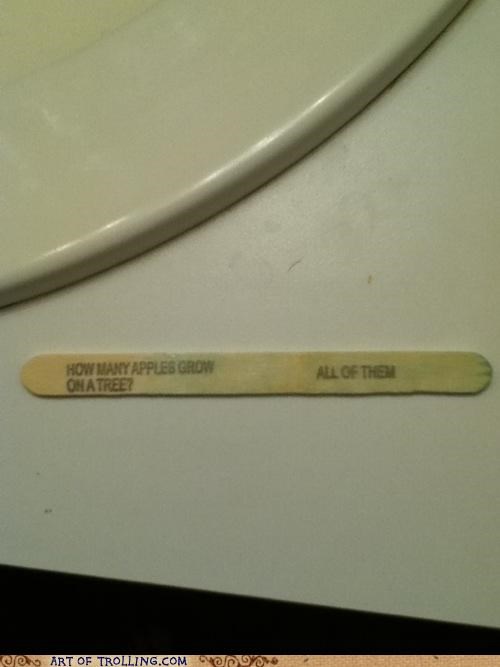 HOW MANY APPLES GROW
ON A TREE?
ALL OF THEM
ART OF TROLLING.COM